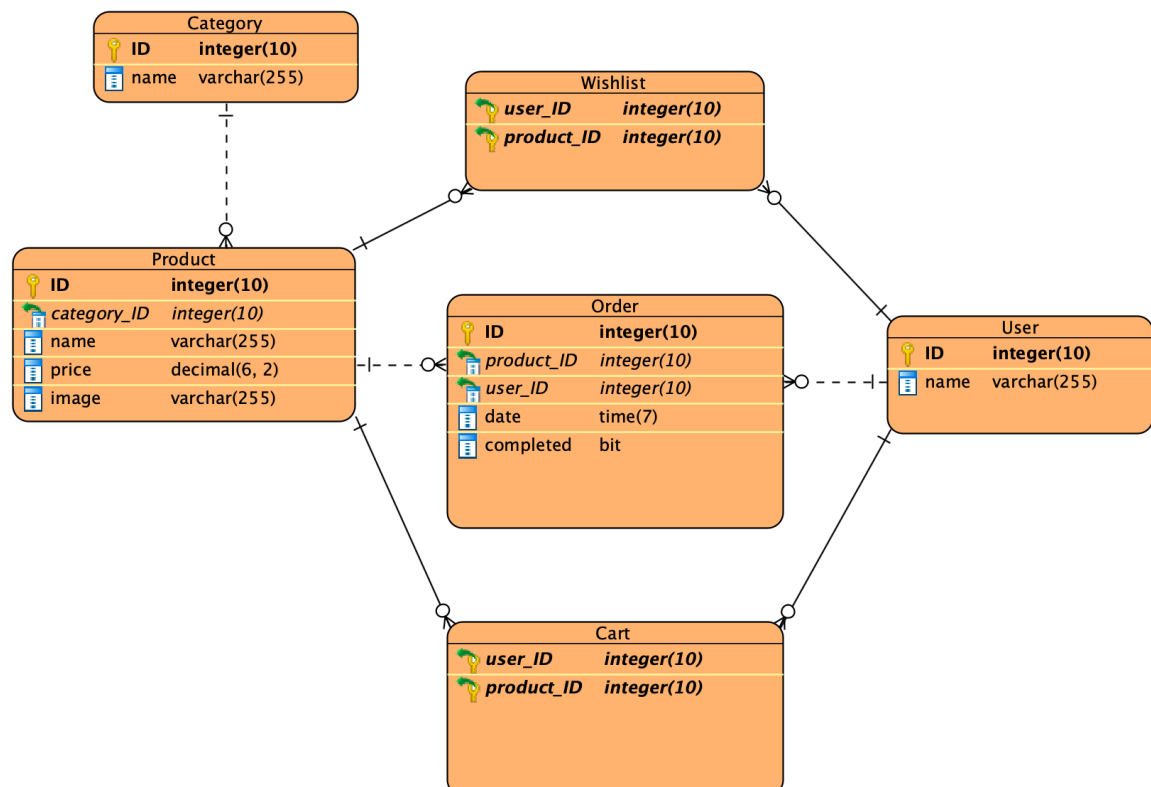 Category
ID integer(10)
name varchar(255)
Wishlist
user_ID integer(10)
product_ID integer(10)
Product
ID integer(10)
category_ID integer(10)
name varchar(255)
price decimal(6, 2)
image varchar(255)
Order
ID integer(10)
product_ID integer(10)
user_ID integer(10)
date time(7)
completed bit
User
ID integer(10)
name varchar(255)
Cart
user_ID integer(10)
product_ID integer(10)